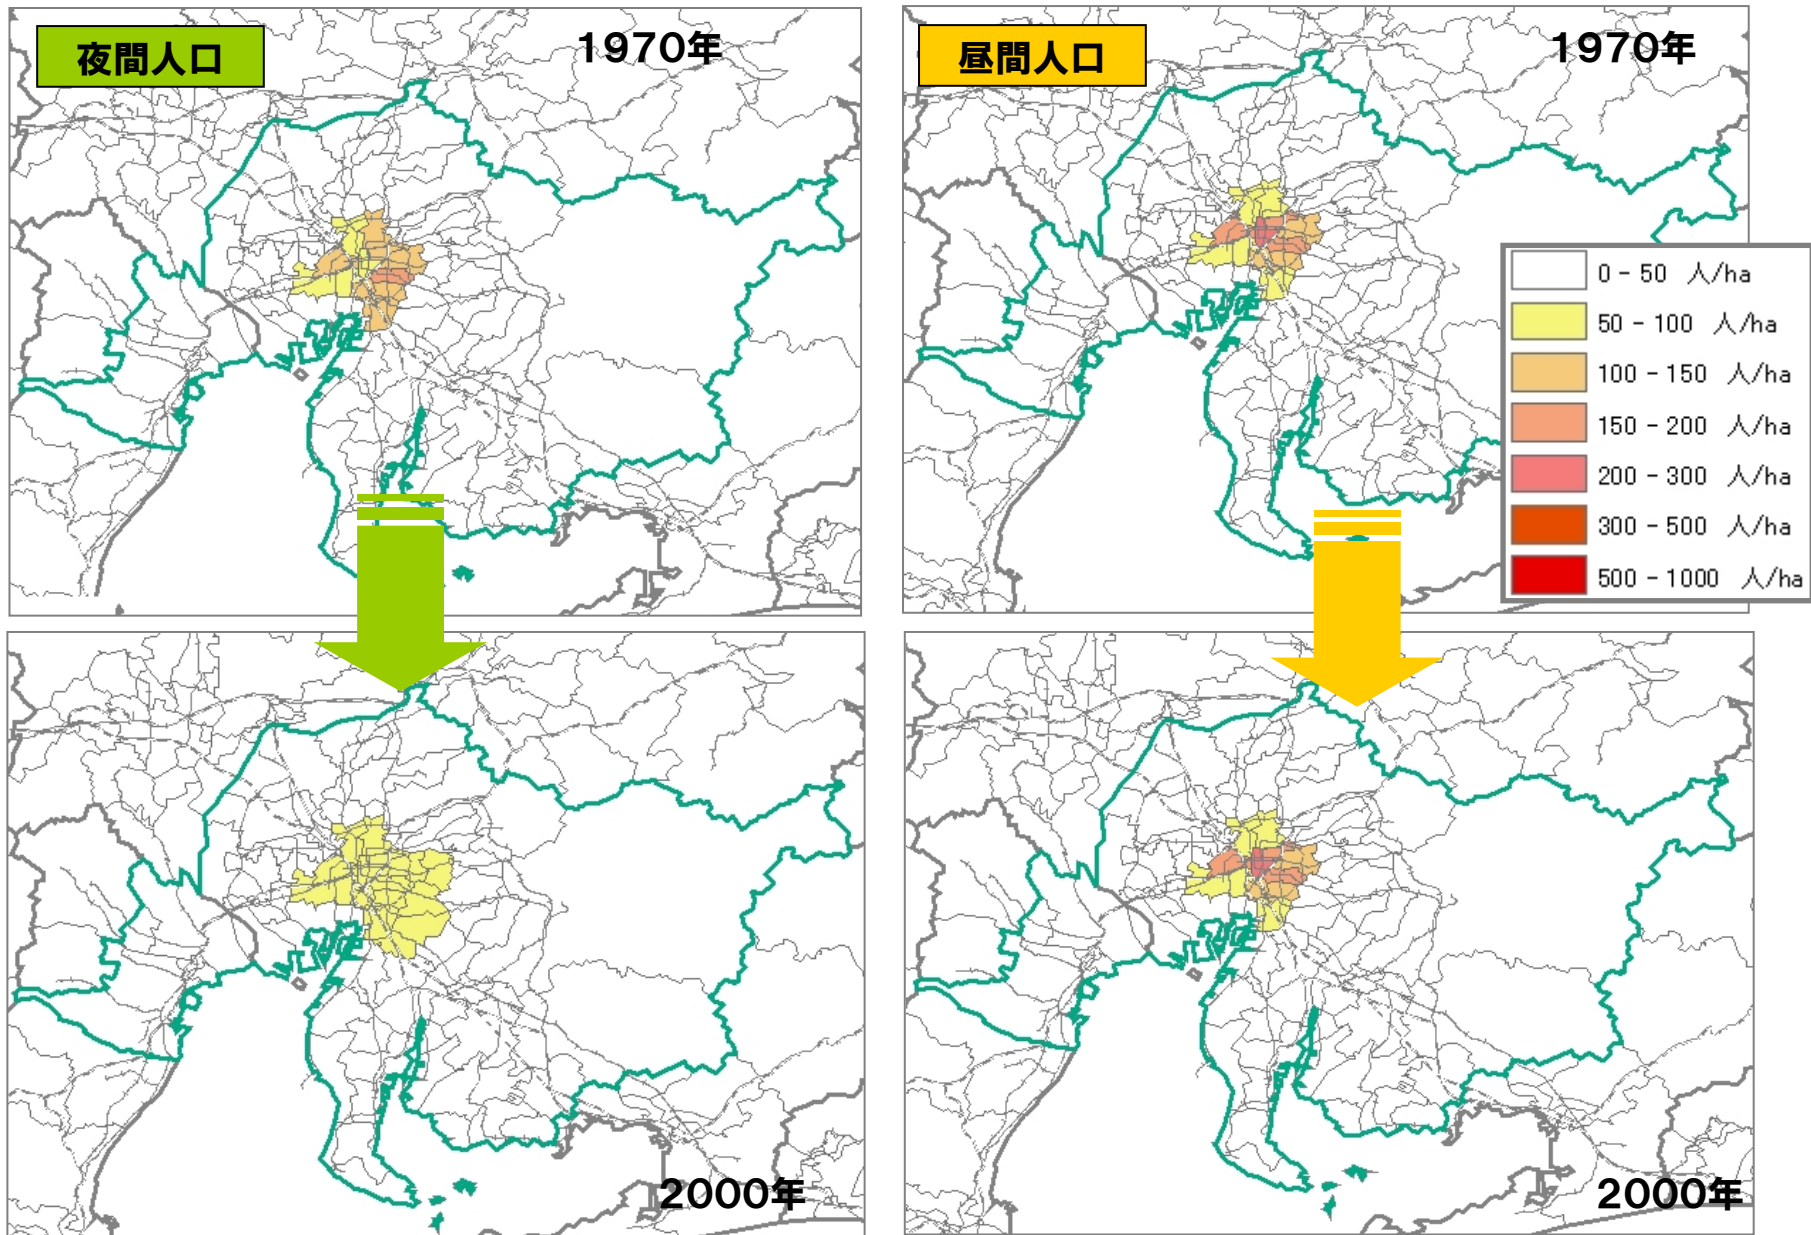 夜間人口
1970年
昼間人口
1970年
0 - 50 人/ha
50 - 100 人/ha
100 - 150 人/ha
150 - 200 人/ha
200 - 300 人/ha
300 - 500 人/ha
500 - 1000 人/ha
2000年
2000年